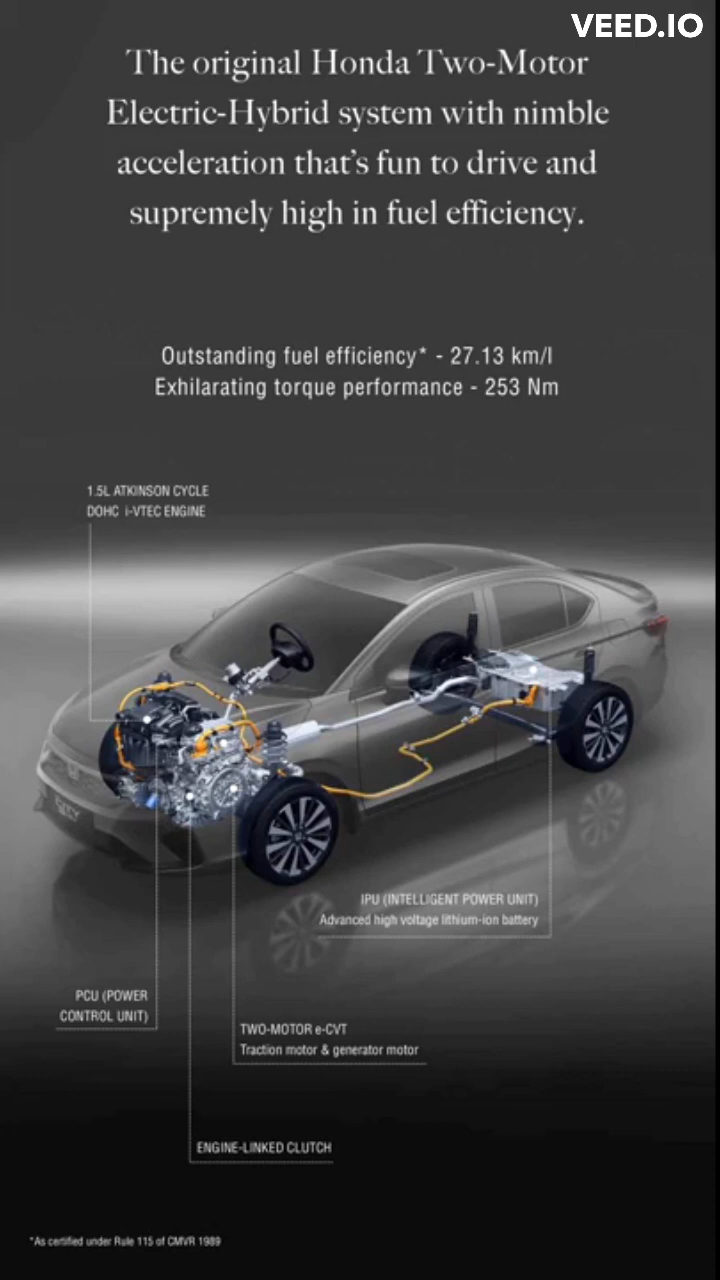 VEED.IO
The original Honda Two-Motor
Electric-Hybrid system with nimble
acceleration that's fun to drive and
supremely high in fuel efficiency.
Outstanding fuel efficiency* - 27.13 km/l
Exhilarating torque performance - 253 Nm
1.5L ATKINSON CYCLE
DOHC i-VTEC ENGINE
CITY
IPU (INTELLIGENT POWER UNIT)
Advanced high voltage lithium-ion battery
PCU (POWER
CONTROL UNIT)
TWO-MOTOR e-CVT
Traction motor & generator motor
ENGINE-LINKED CLUTCH
*As certified under Rule 115 of CMVR 1989